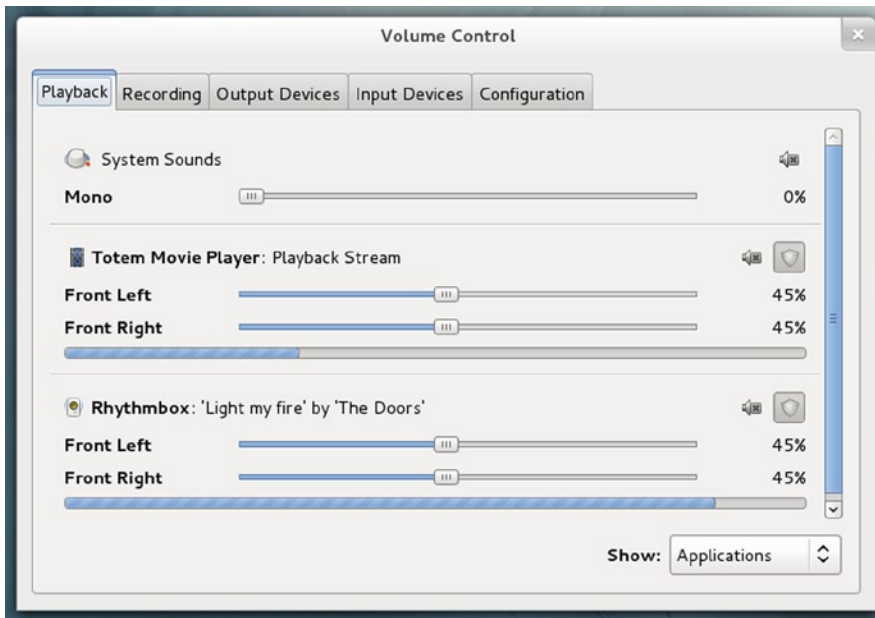 Volume Control
Playback Recording Output Devices Input Devices Configuration
System Sounds
Mono 0%
Totem Movie Player: Playback Stream
Front Left 45%
Front Right 45%
Rhythmbox: 'Light my fire' by 'The Doors'
Front Left 45%
Front Right 45%
Show: Applications